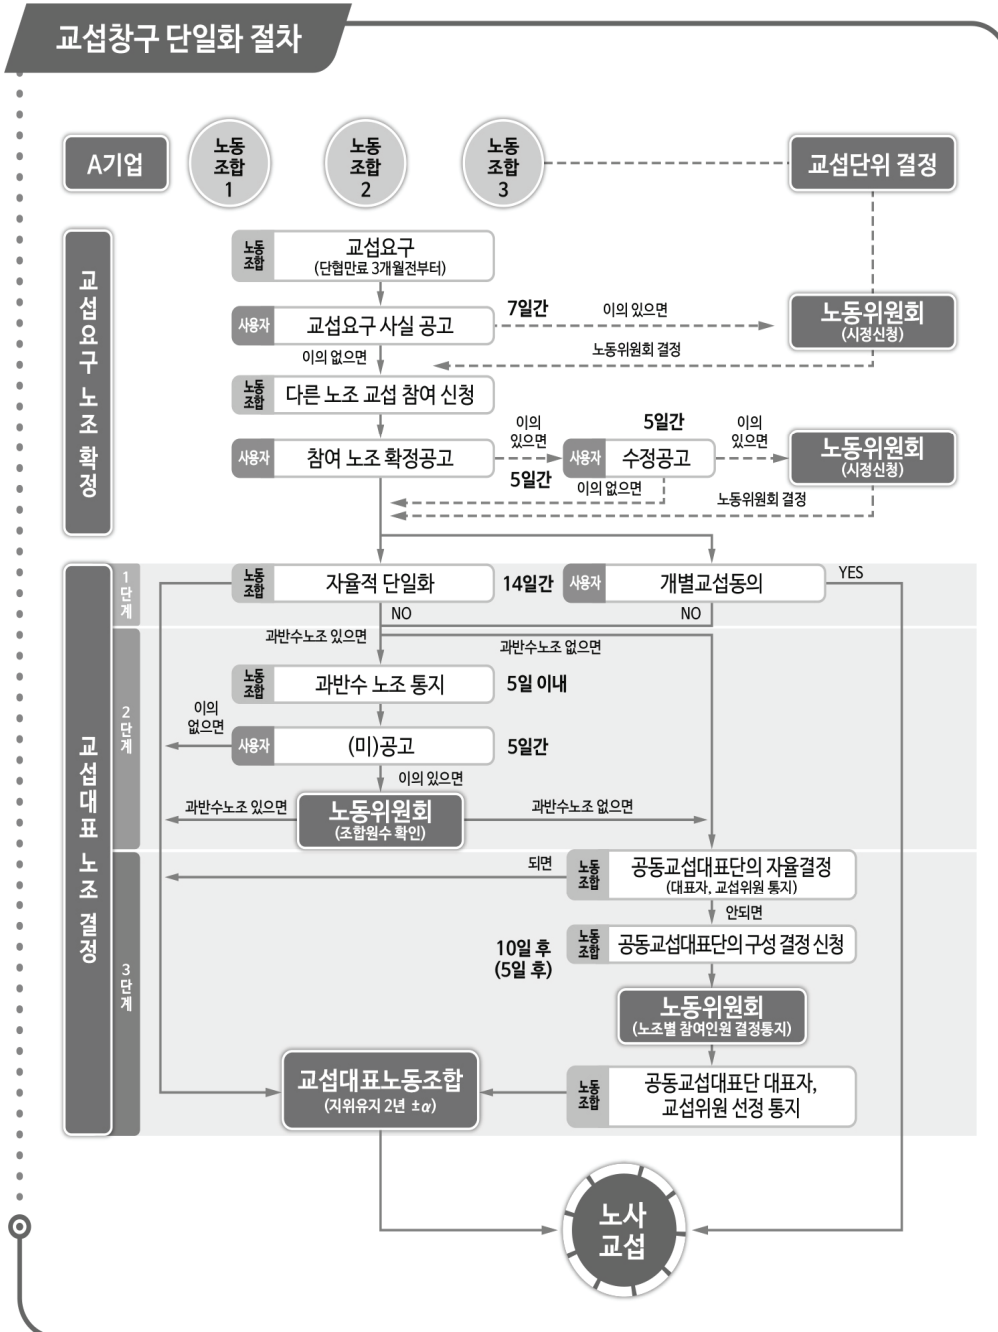 교섭창구 단일화 절차
A기업
노동
조합
1
노동
조합
2
노동
조합
3
교섭단위 결정
교섭요구 노조 확정
노동
조합
교섭요구
(단협만료 3개월전부터)
사용자
교섭요구 사실 공고
7일간
이의 있으면
노동위원회
(시정신청)
이의 없으면
노동위원회 결정
노동
조합
다른 노조 교섭 참여 신청
사용자
참여 노조 확정공고
이의
있으면
5일간
5일간
사용자
수정공고
이의
있으면
노동위원회
(시정신청)
이의 없으면
노동위원회 결정
교섭대표 노조 결정
1단계
노동
조합
자율적 단일화
14일간
사용자
개별교섭동의
YES
NO
NO
2단계
과반수노조 있으면
과반수노조 없으면
노동
조합
과반수 노조 통지
5일 이내
이의
없으면
사용자
(미)공고
5일간
이의 있으면
과반수노조 있으면
노동위원회
(조합원수 확인)
과반수노조 없으면
3단계
되면
노동
조합
공동교섭대표단의 자율결정
(대표자, 교섭위원 통지)
안되면
10일 후
(5일 후)
노동
조합
공동교섭대표단의 구성 결정 신청
노동위원회
(노조별 참여인원 결정통지)
교섭대표노동조합
(지위유지 2년 ±α)
노동
조합
공동교섭대표단 대표자,
교섭위원 선정 통지
노사
교섭